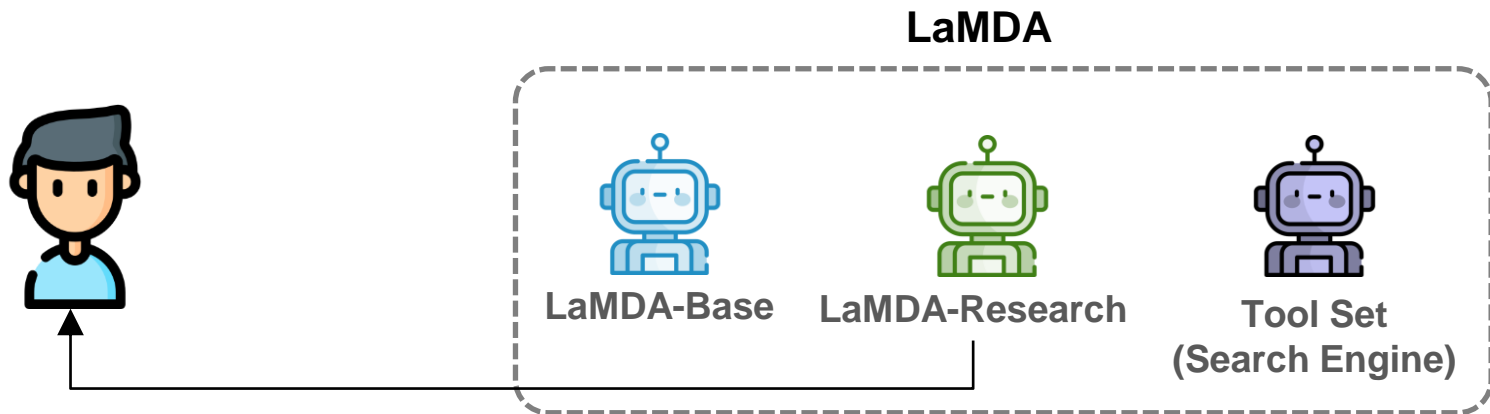 LaMDA
LaMDA-Base
LaMDA-Research
Tool Set
(Search Engine)